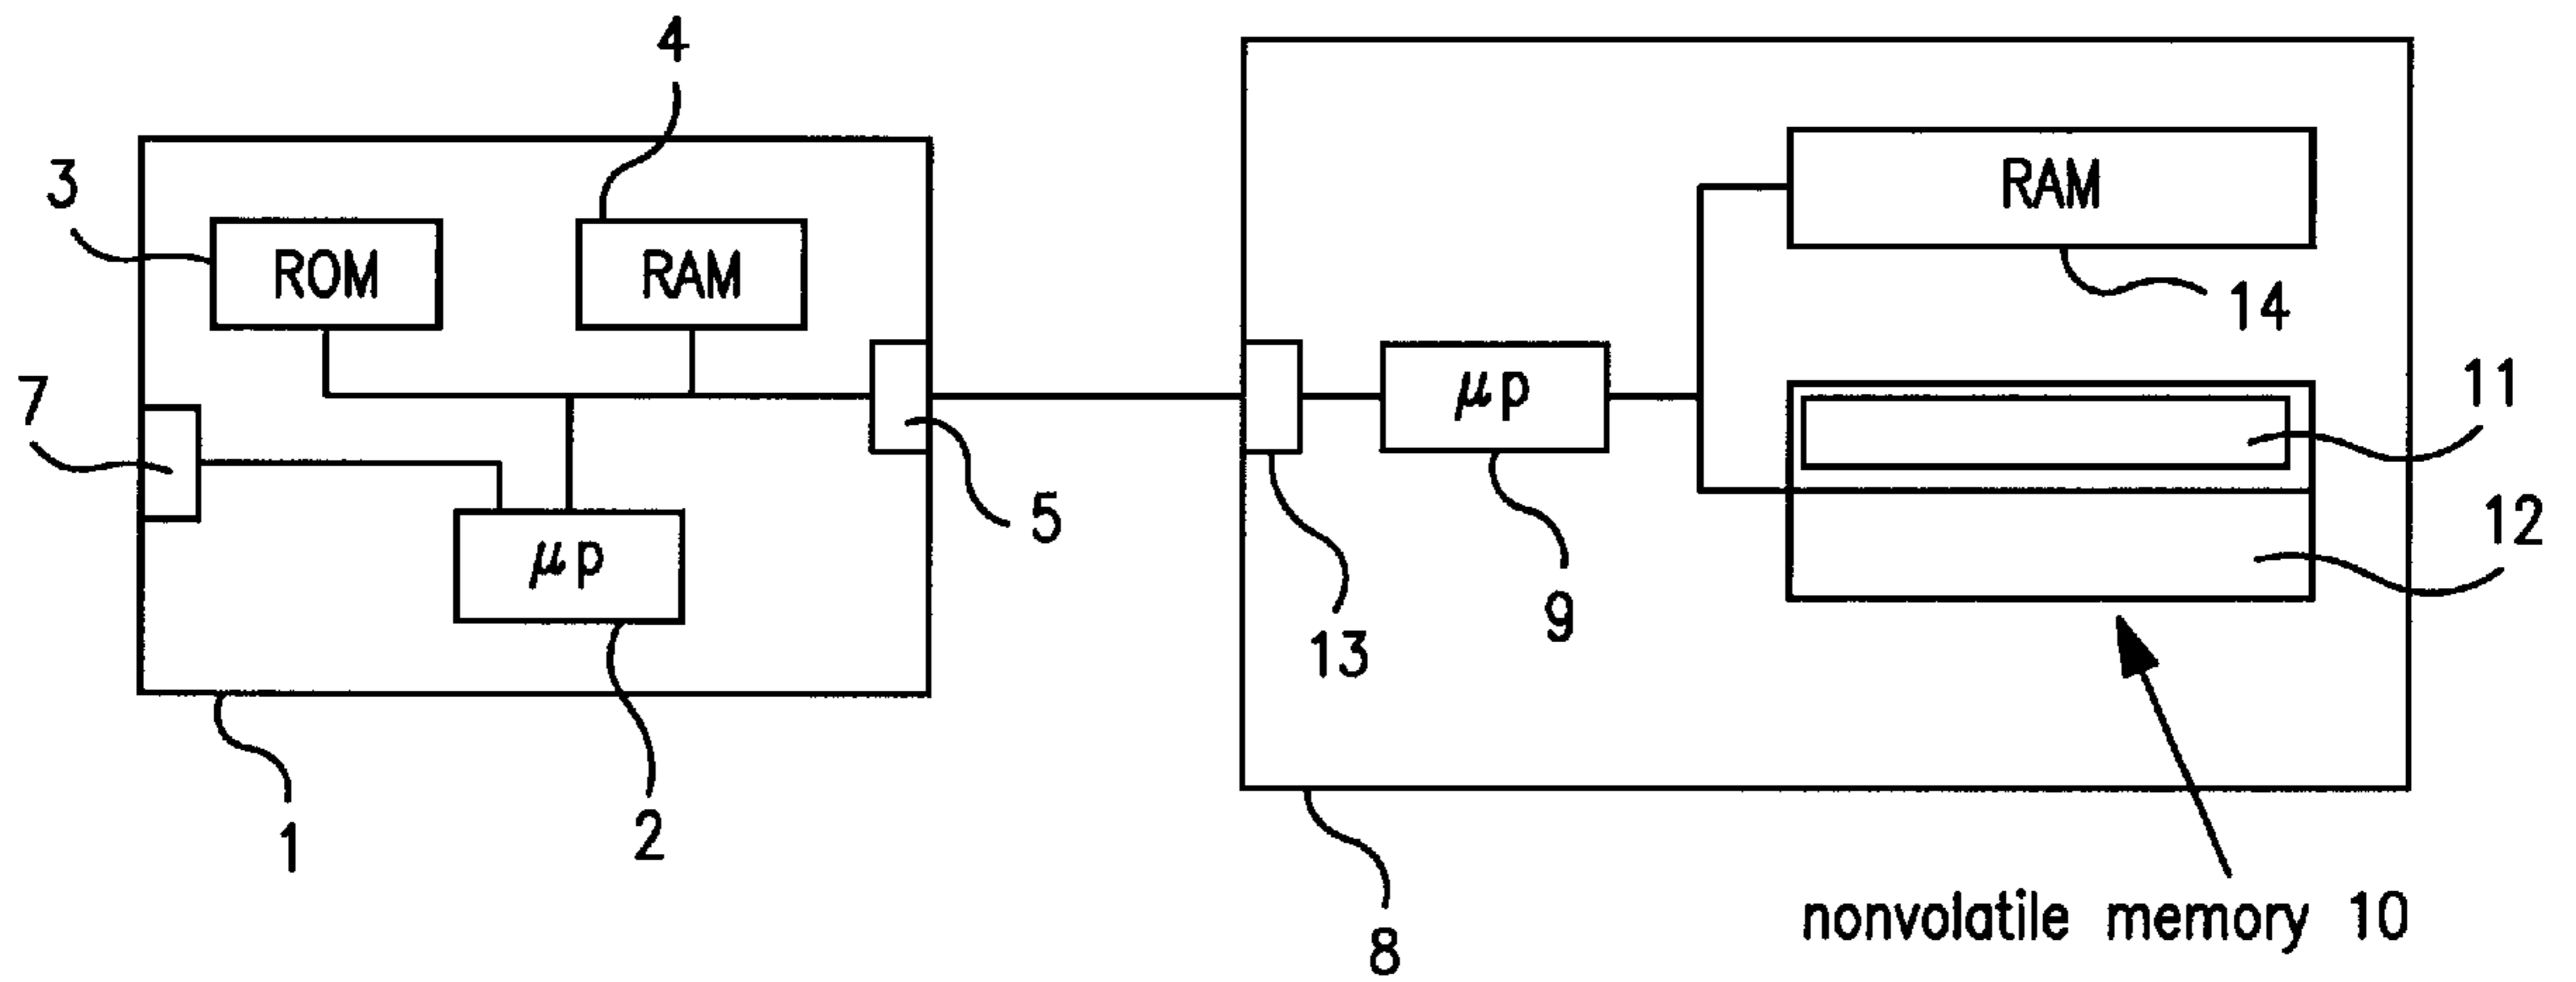 4
3
ROM
RAM
RAM
14
7
μp
11
5
μp
12
9
13
1
2
8
nonvolatile memory 10